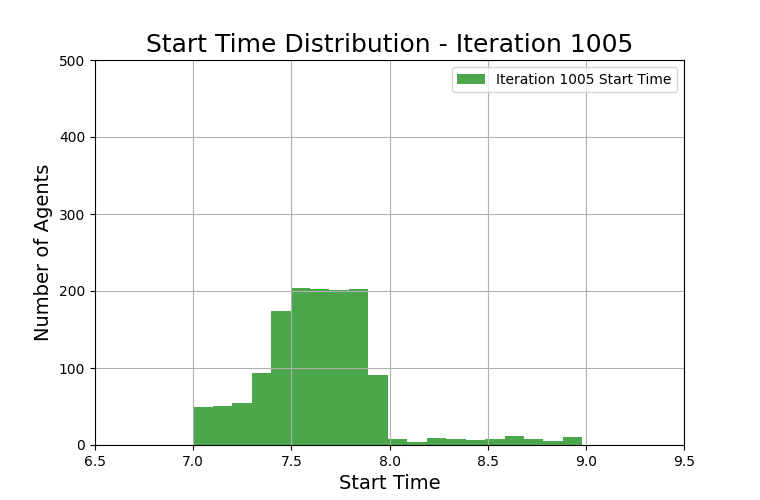 Start Time Distribution - Iteration 1005
Iteration 1005 Start Time
500
400
300
200
100
0
Number of Agents
6.5 7.0 7.5 8.0 8.5 9.0 9.5
Start Time